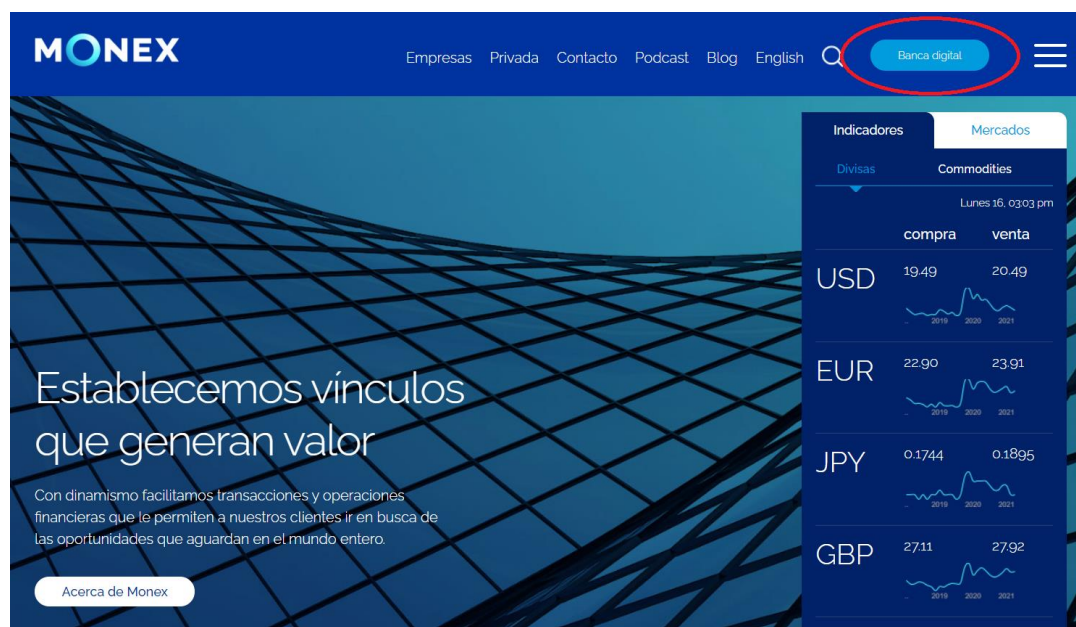 MONEX
Empresas Privada Contacto Podcast Blog English
Banca digital
Indicadores Mercados
Divisas Commodities
Lunes 16, 03:03 pm
compra venta
USD 19.49 20.49
2019 2020 2021
EUR 22.90 23.91
2019 2020 2021
JPY 0.1744 0.1895
2019 2020 2021
GBP 27.11 27.92
2019 2020 2021
Establecemos vínculos
que generan valor
Con dinamismo facilitamos transacciones y operaciones
financieras que le permiten a nuestros clientes ir en busca de
las oportunidades que aguardan en el mundo entero.
Acerca de Monex